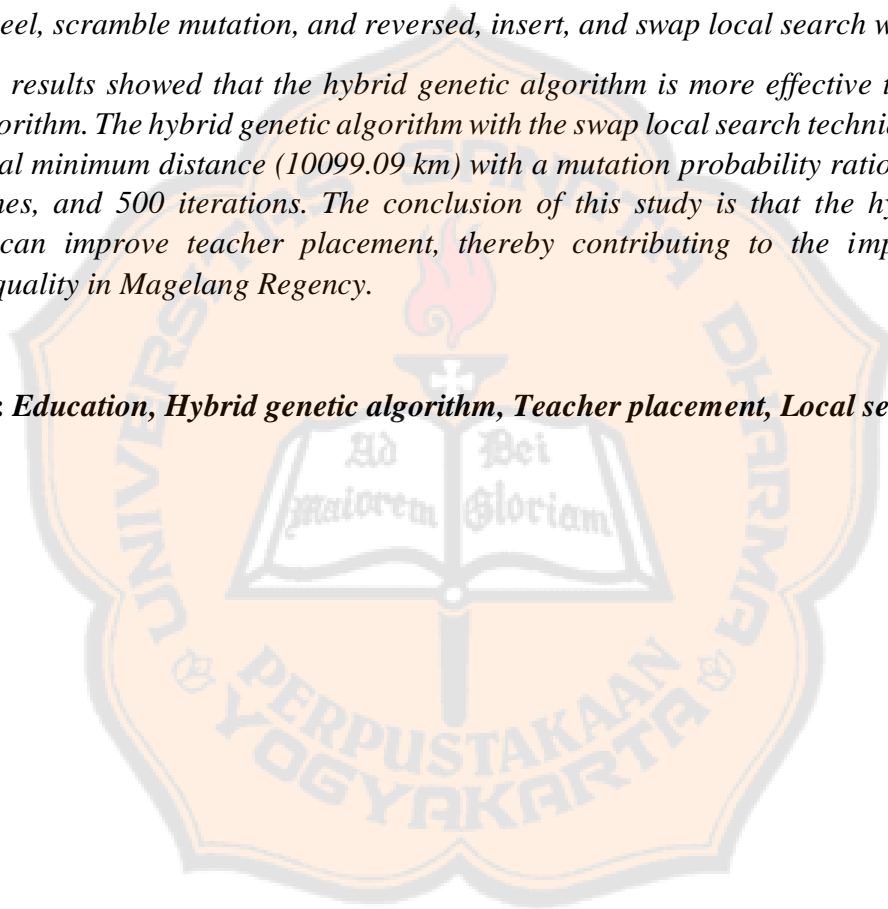 eel, scramble mutation, and reversed, insert, and swap local search w
results showed that the hybrid genetic algorithm is more effective t
orithm. The hybrid genetic algorithm with the swap local search techni
al minimum distance (10099.09 km) with a mutation probability ratio
nes, and 500 iterations. The conclusion of this study is that the hy
can improve teacher placement, thereby contributing to the imp
quality in Magelang Regency.
: Education, Hybrid genetic algorithm, Teacher placement, Local se
UNIVERSITAS SANATA DHARMA
Ad Dei
Maiorem Gloriam
PERPUSTAKAAN
YOGYAKARTA